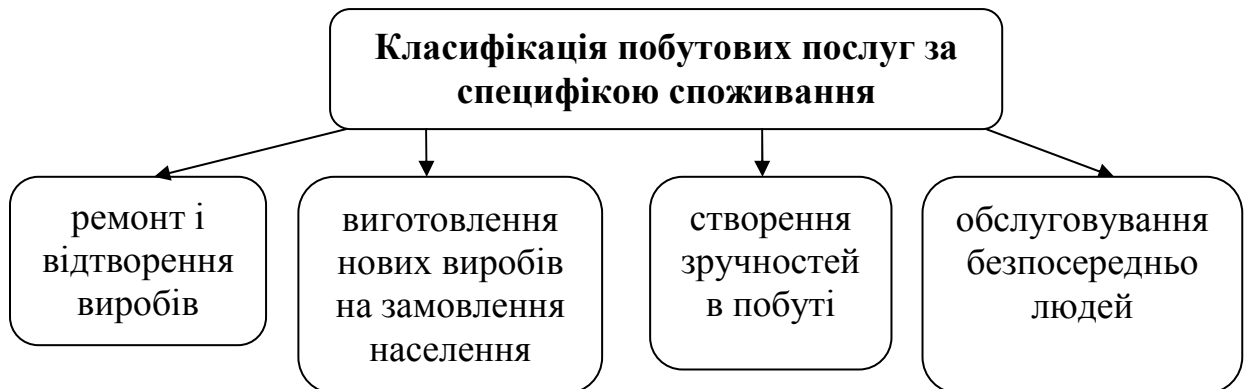 Класифікація побутових послуг за
специфікою споживання
ремонт і
відтворення
виробів
виготовлення
нових виробів
на замовлення
населення
створення
зручностей
в побуті
обслуговування
безпосередньо
людей